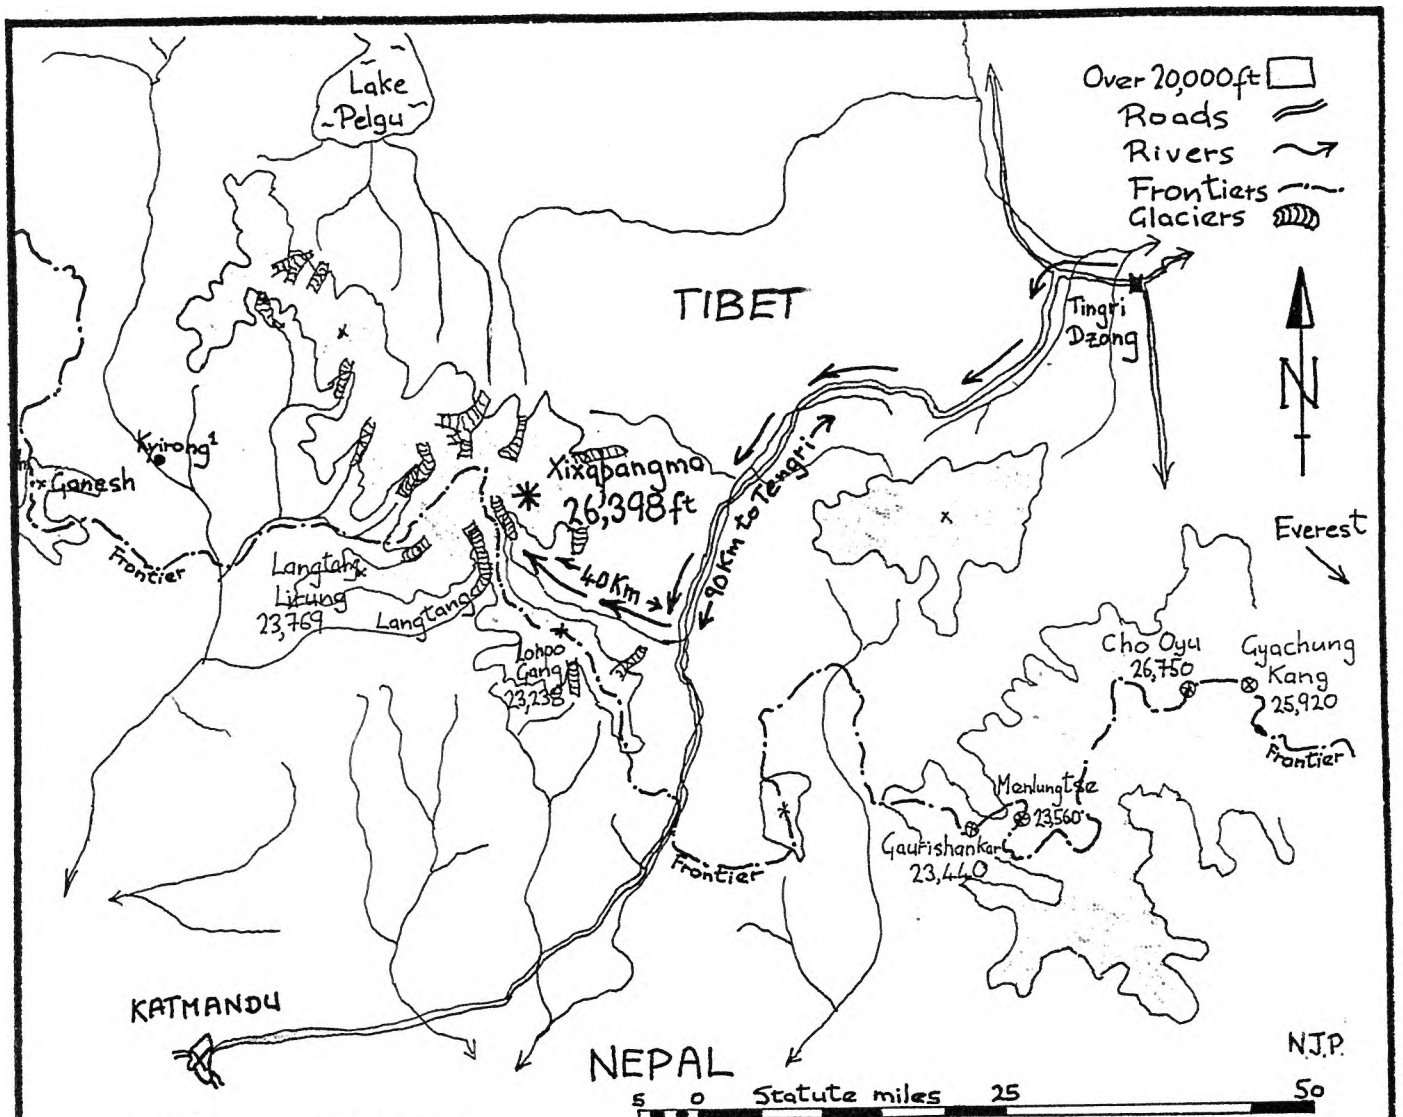 Lake
Pelgu
Over 20,000ft
Roads
Rivers
Frontiers
Glaciers
TIBET
Tingri
Dzong
N
Kyirong
Ganesh
Xixapangma
26,398ft
90Km to Tengri
Everest
Frontier
Langtang
Lirung
23,769
40Km
Langtang
Lonpo
Gang
23,238
Cho Oyu
26,750
Gyachung
Kang
25,920
Frontier
Menlungtse
23,560
Gaurishankar
23,440
Frontier
KATMANDU
NEPAL
N.J.P.
5 0 Statute miles 25 50